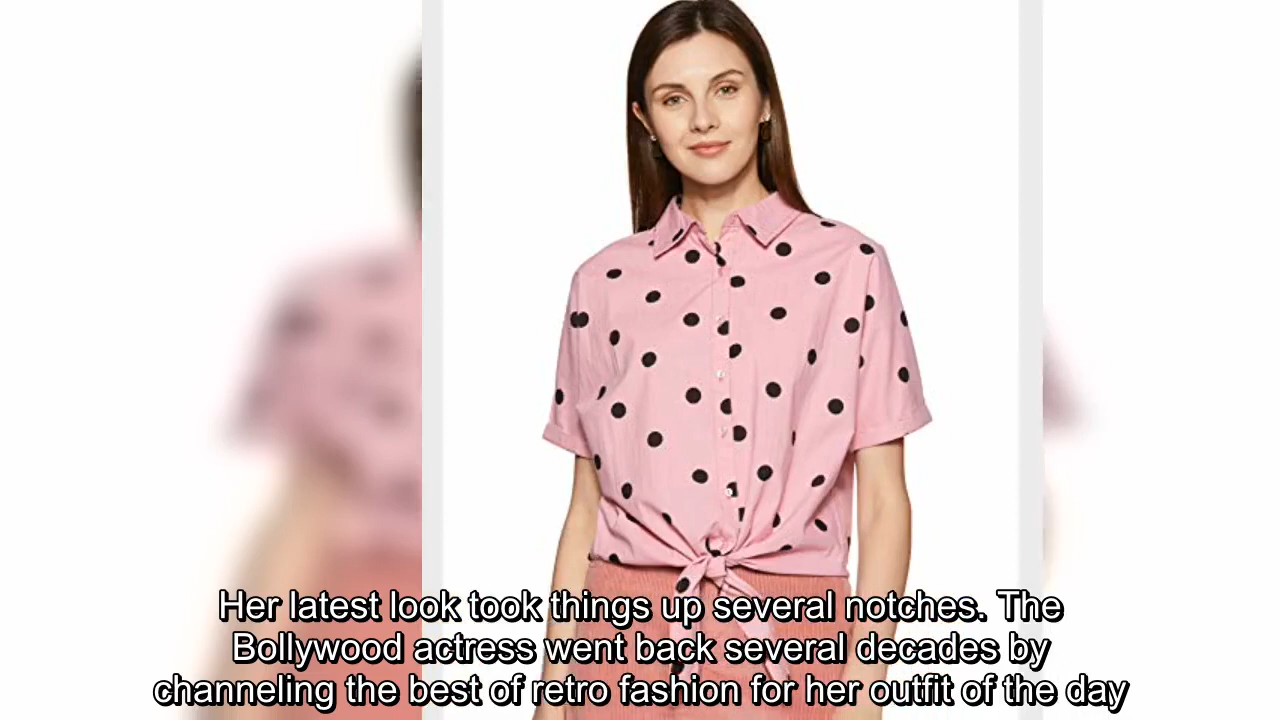 Her latest look took things up several notches. The
Bollywood actress went back several decades by
channeling the best of retro fashion for her outfit of the day